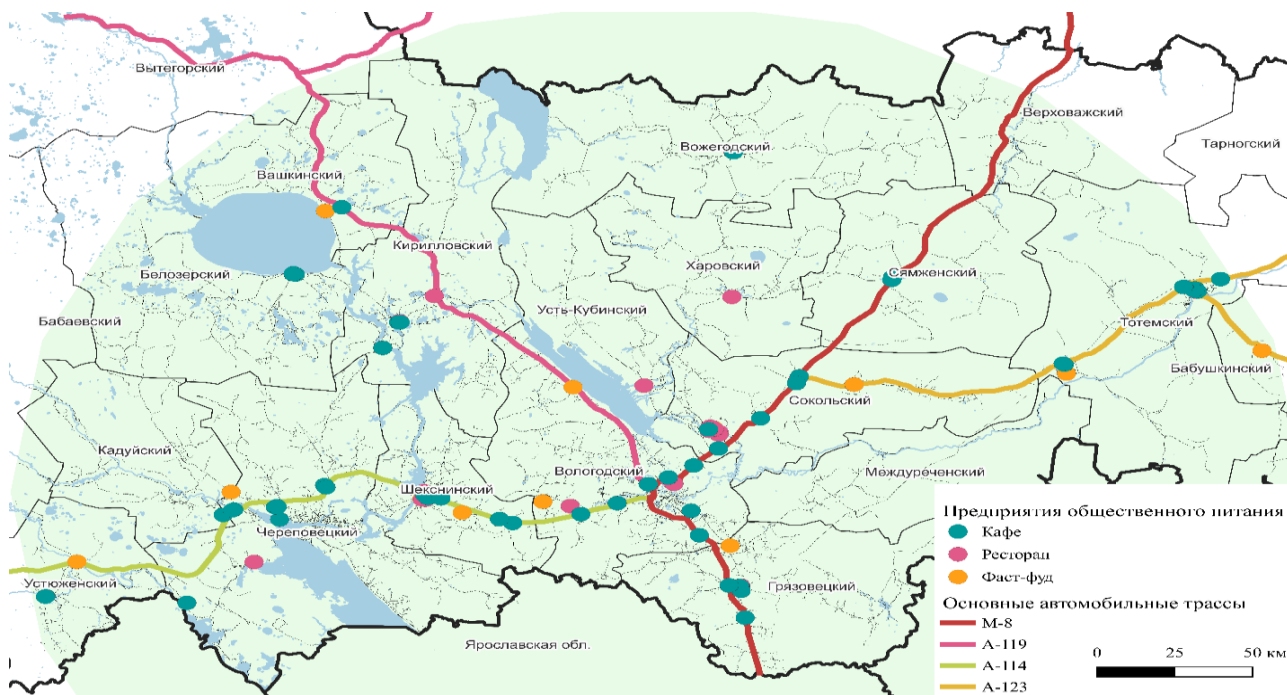 Вытегорский
Верховажский
Тарногский
Вожегодский
Вашкинский
Кирилловский
Белозерский
Харовский
Сямженский
Усть-Кубинский
Бабаевский
Тотемский
Бабушкинский
Сокольский
Кадуйский
Вологодский
Междуреченский
Шекснинский
Череповецкий
Устюженский
Грязовецкий
Ярославская обл.
Предприятия общественного питания
Кафе
Ресторан
Фаст-фуд
Основные автомобильные трассы
М-8
А-119
А-114
А-123
0 25 50 км